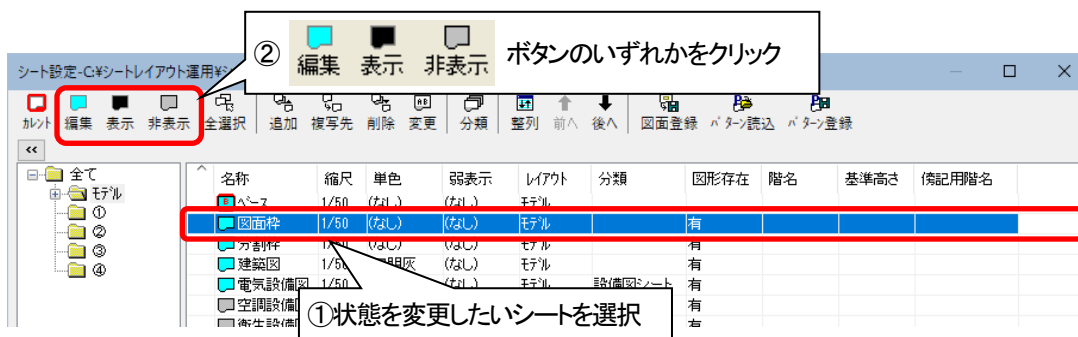 ② 編集 表示 非表示 ボタンのいずれかをクリック
シート設定-C:¥シートレイアウト運用¥
カレント 編集 表示 非表示 全選択 追加 複写先 削除 変更 分類 整列 前へ 後へ 図面登録 パターン読込 パターン登録
<<
全て
モデル
①
②
③
④
名称 縮尺 単色 弱表示 レイアウト 分類 図形存在 階名 基準高さ 傍記用階名
ベース 1/50 (なし) (なし) モデル
図面枠 1/50 (なし) (なし) モデル 有
分割枠 1/50 (なし) (なし) モデル 有
建築図 1/50 (なし) モデル 有
電気設備図 1/50 (なし) モデル 設備図シート 有
空調設備 有
衛生設備 有
①状態を変更したいシートを選択